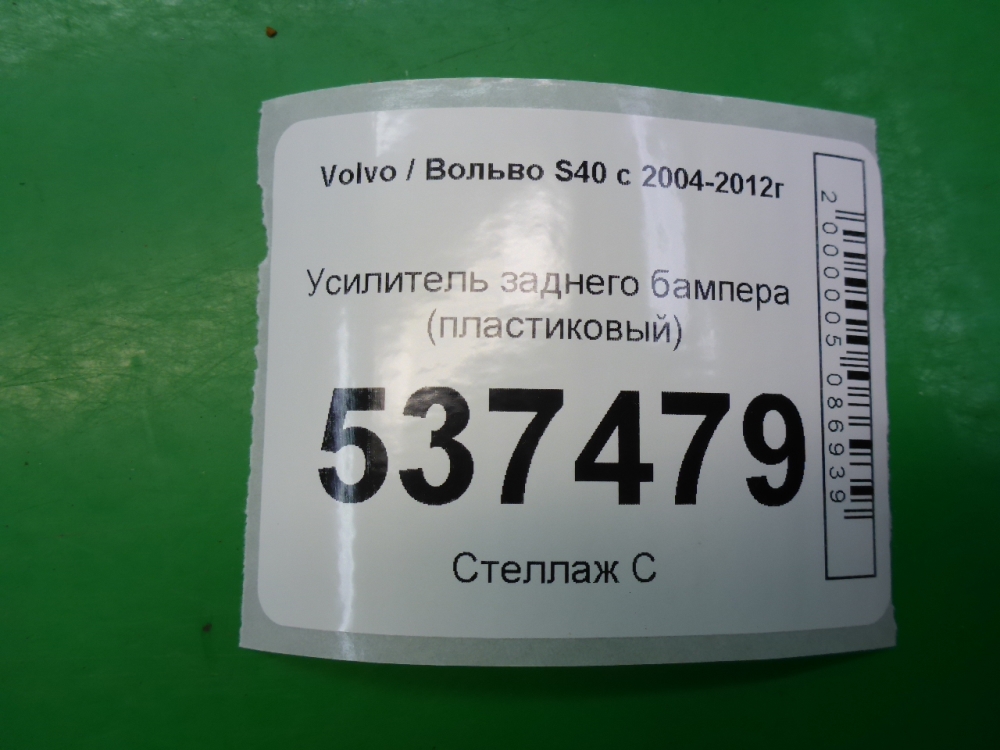 Volvo / Вольво S40 с 2004-2012г
Усилитель заднего бампера
(пластиковый)
537479
Стеллаж С
2000005086939